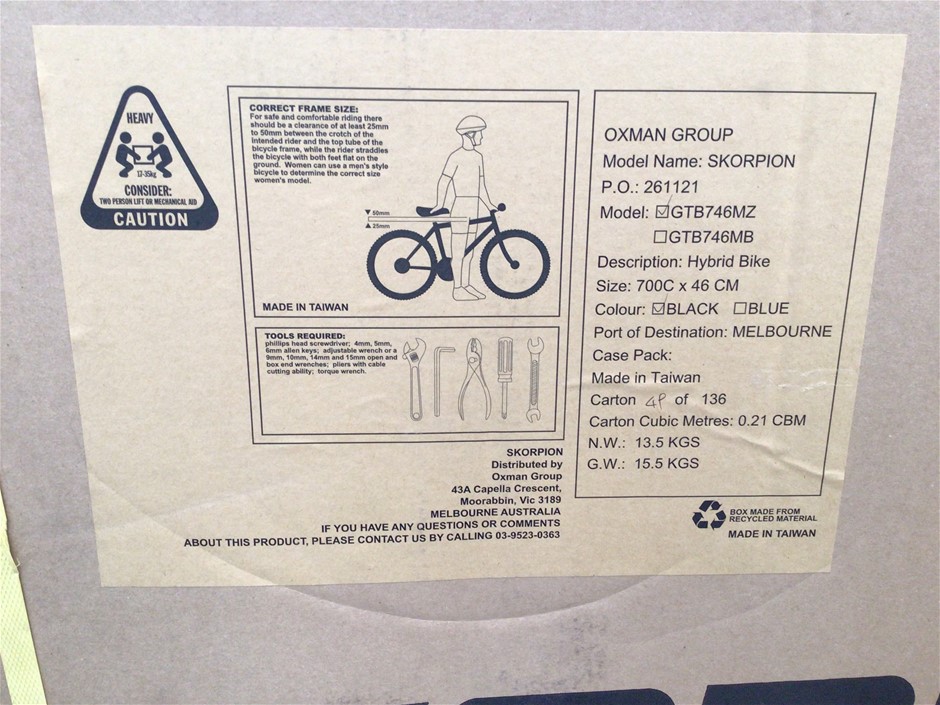 HEAVY
17-35kg
CONSIDER:
TWO PERSON LIFT OR MECHANICAL AID
CAUTION
CORRECT FRAME SIZE:
For safe and comfortable riding there
should be a clearance of at least 25mm
to 50mm between the crotch of the
intended rider and the top tube of the
bicycle frame, while the rider straddles
the bicycle with both feet flat on the
ground. Women can use a men's style
bicycle to determine the correct size
women's model.
50mm
25mm
MADE IN TAIWAN
TOOLS REQUIRED:
phillips head screwdriver; 4mm, 5mm,
6mm allen keys; adjustable wrench or a
9mm, 10mm, 14mm and 15mm open and
box end wrenches; pliers with cable
cutting ability; torque wrench.
SKORPION
Distributed by
Oxman Group
43A Capella Crescent,
Moorabbin, Vic 3189
MELBOURNE AUSTRALIA
IF YOU HAVE ANY QUESTIONS OR COMMENTS
ABOUT THIS PRODUCT, PLEASE CONTACT US BY CALLING 03-9523-0363
OXMAN GROUP
Model Name: SKORPION
P.O.: 261121
Model: ☑GTB746MZ
☐GTB746MB
Description: Hybrid Bike
Size: 700C x 46 CM
Colour: ☑BLACK ☐BLUE
Port of Destination: MELBOURNE
Case Pack:
Made in Taiwan
Carton of 136
Carton Cubic Metres: 0.21 CBM
N.W.: 13.5 KGS
G.W.: 15.5 KGS
BOX MADE FROM
RECYCLED MATERIAL
MADE IN TAIWAN